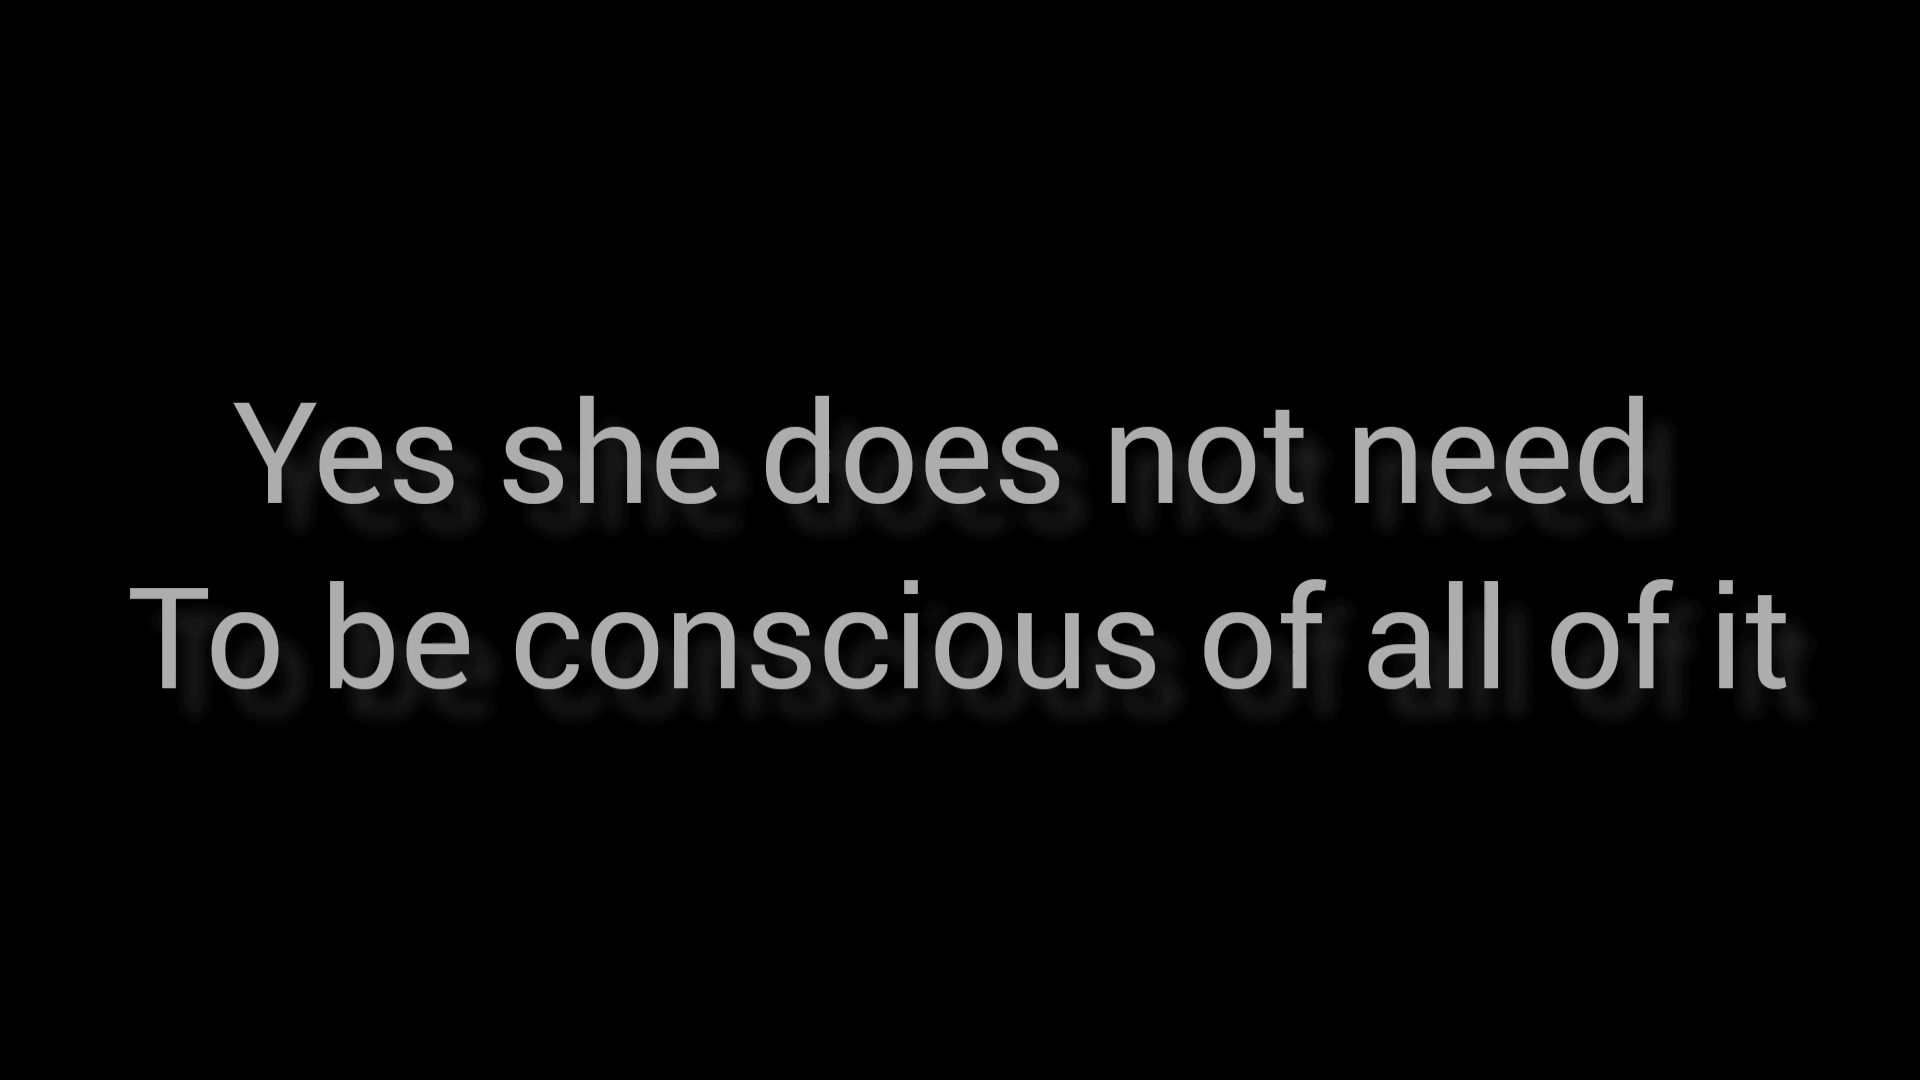 Yes she does not need
To be conscious of all of it